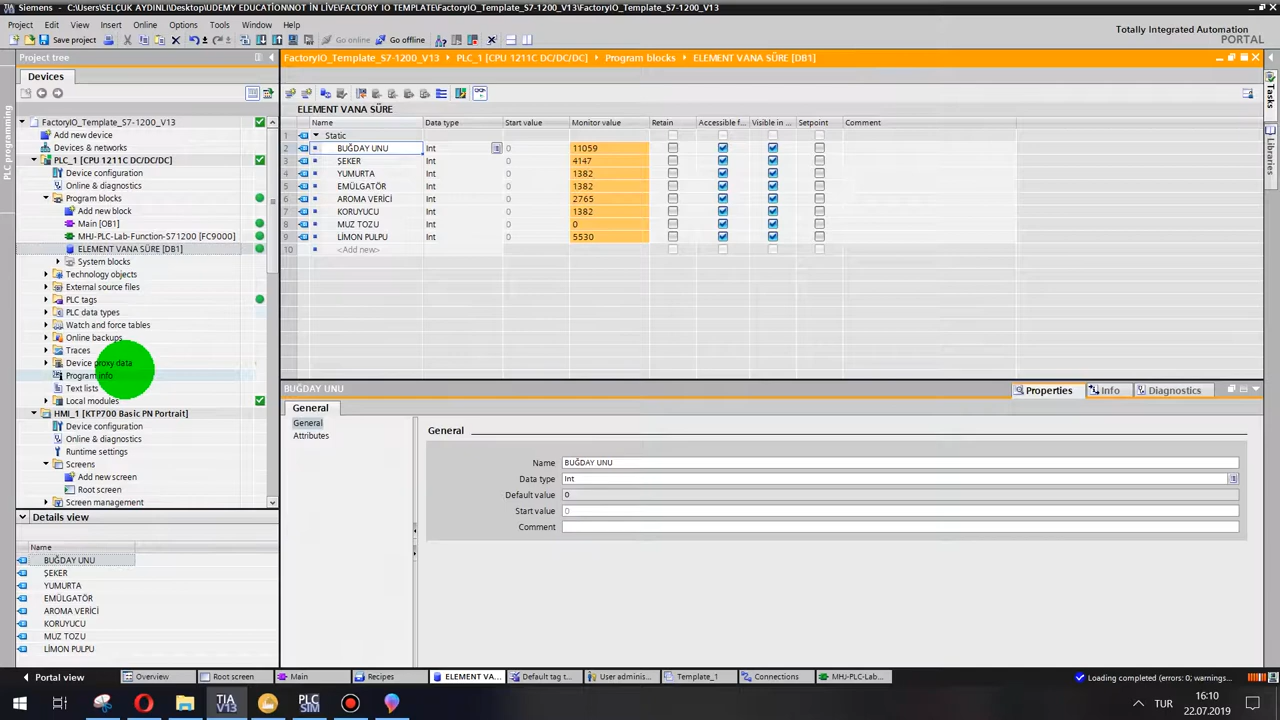 Siemens - C:\Users\SELÇUK AYDINLI\Desktop\UDEMY EDUCATIONNOT İN LİVE\FACTORY IO TEMPLATE\FactoryIO_Template_S7-1200_V13\FactoryIO_Template_S7-1200_V13
Project Edit View Insert Online Options Tools Window Help
Totally Integrated Automation
PORTAL
Save project Go online Go offline
Project tree
FactoryIO_Template_S7-1200_V13 PLC_1 [CPU 1211C DC/DC/DC] Program blocks ELEMENT VANA SÜRE [DB1]
Devices
PLC programming
Tasks
Libraries
ELEMENT VANA SÜRE
Name Data type Start value Monitor value Retain Accessible f... Visible in ... Setpoint Comment
1 Static
2 BUĞDAY UNU Int 0 11059
3 ŞEKER Int 0 4147
4 YUMURTA Int 0 1382
5 EMÜLGATÖR Int 0 1382
6 AROMA VERİCİ Int 0 2765
7 KORUYUCU Int 0 1382
8 MUZ TOZU Int 0 0
9 LİMON PULPU Int 0 5530
10 <Add new>
FactoryIO_Template_S7-1200_V13
Add new device
Devices & networks
PLC_1 [CPU 1211C DC/DC/DC]
Device configuration
Online & diagnostics
Program blocks
Add new block
Main [OB1]
MHJ-PLC-Lab-Function-S71200 [FC9000]
ELEMENT VANA SÜRE [DB1]
System blocks
Technology objects
External source files
PLC tags
PLC data types
Watch and force tables
Online backups
Traces
Device proxy data
Program info
Text lists
Local modules
HMI_1 [KTP700 Basic PN Portrait]
Device configuration
Online & diagnostics
Runtime settings
Screens
Add new screen
Root screen
Screen management
BUĞDAY UNU
Properties Info Diagnostics
General
General
Attributes
General
Name BUĞDAY UNU
Data type Int
Default value 0
Start value 0
Comment
Details view
Name
BUĞDAY UNU
ŞEKER
YUMURTA
EMÜLGATÖR
AROMA VERİCİ
KORUYUCU
MUZ TOZU
LİMON PULPU
Portal view Overview Root screen Main Recipes ELEMENT VA... Default tag t... User adminis... Template_1 Connections MHJ-PLC-Lab... Loading completed (errors: 0; warnings...
TIA V13
PLC SIM
TUR
16:10
22.07.2019